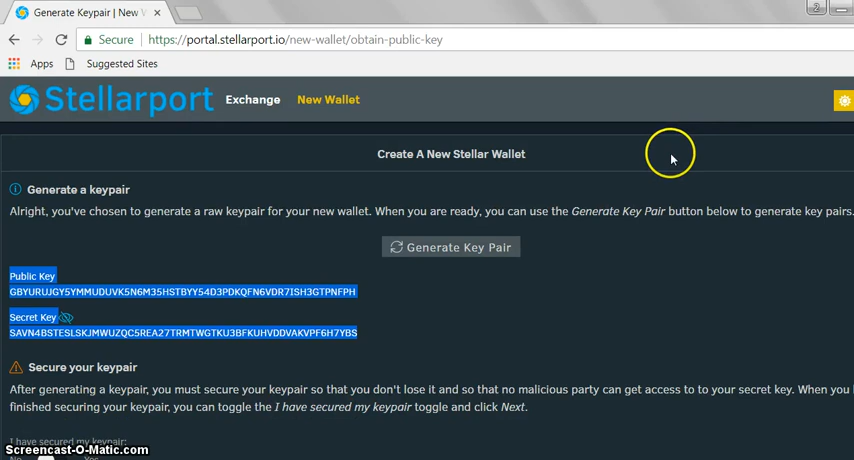 Generate Keypair | New W
2
Secure https://portal.stellarport.io/new-wallet/obtain-public-key
Apps Suggested Sites
Stellarport Exchange New Wallet
Create A New Stellar Wallet
Generate a keypair
Alright, you've chosen to generate a raw keypair for your new wallet. When you are ready, you can use the Generate Key Pair button below to generate key pairs.
Generate Key Pair
Public Key
GBYURUJGY5YMMUDUVK5N6M35HSTBYY54D3PDKQFN6VDR7ISH3GTPNFPH
Secret Key
SAVN4BSTESLSKJMWUZQC5REA27TRMTWGTKU3BFKUHVDDVAKVPF6H7YBS
Secure your keypair
After generating a keypair, you must secure your keypair so that you don't lose it and so that no malicious party can get access to to your secret key. When you
finished securing your keypair, you can toggle the I have secured my keypair toggle and click Next.
I have secured my keypair:
No Yes
Screencast-O-Matic.com